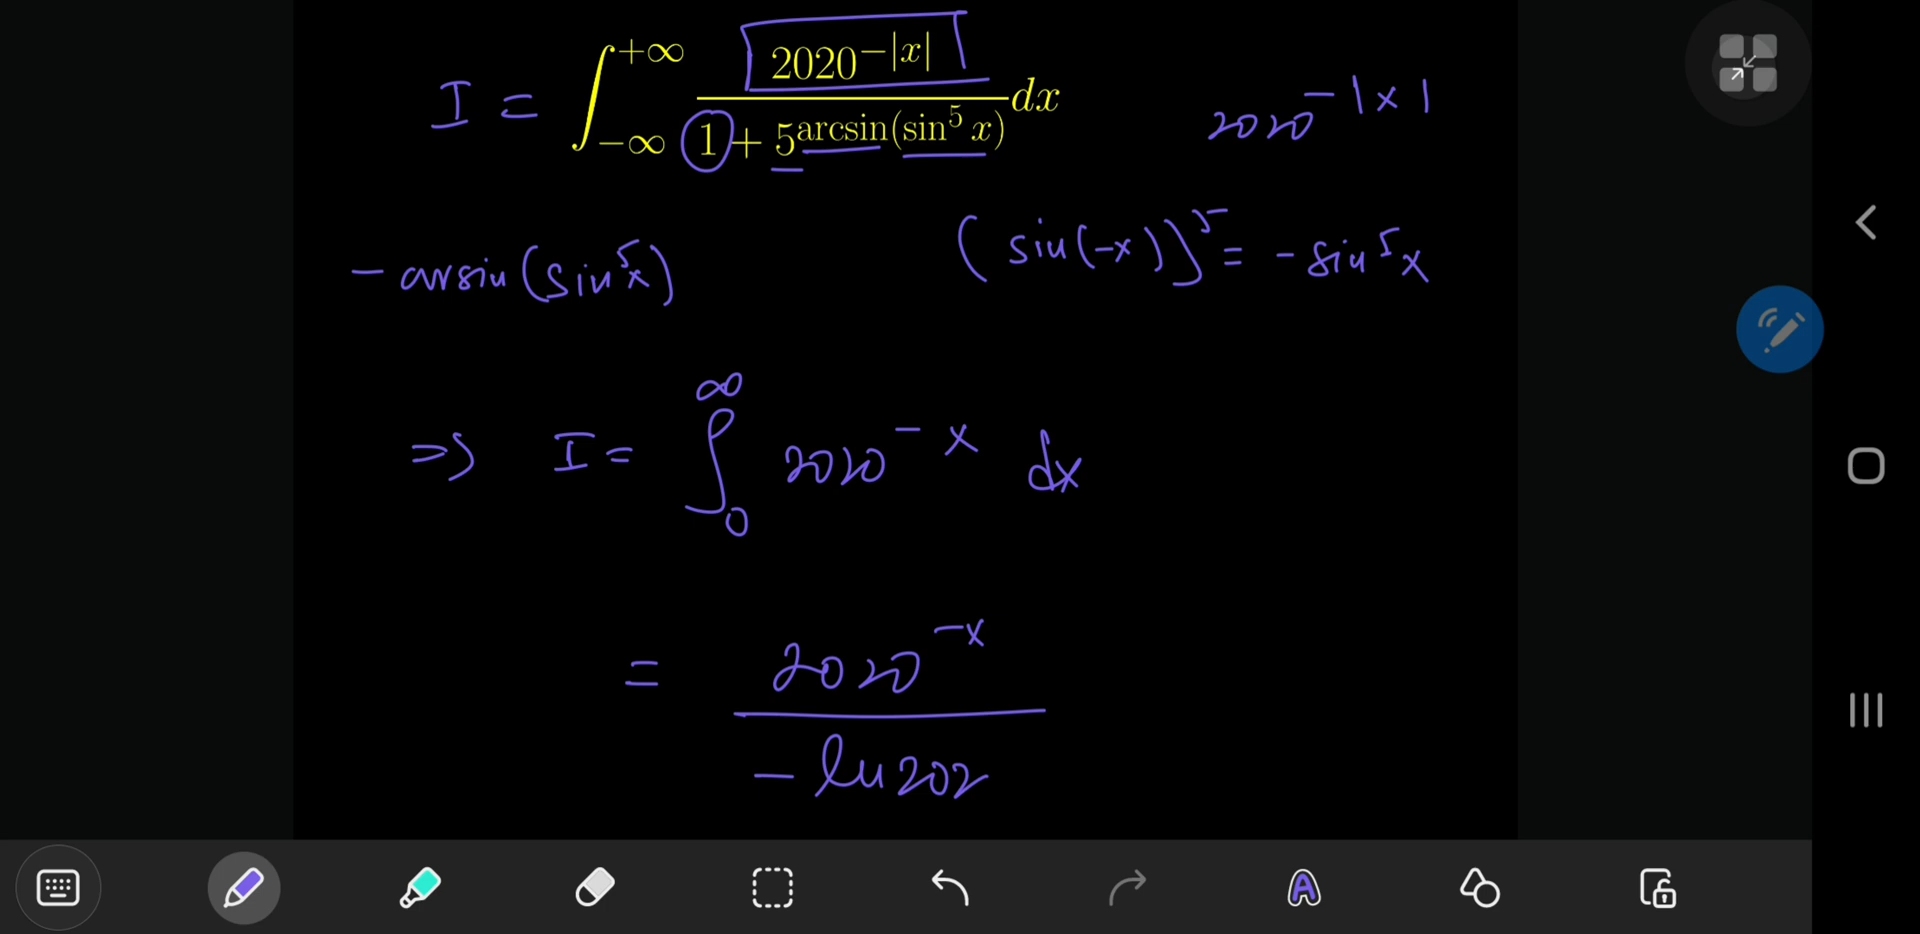 I = ∫_{-∞}^{+∞} 2020^{-|x|} / (1 + 5^{arcsin(sin^5 x)}) dx
2020^{-|x|}
-arsin(sin^5 x)
(sin(-x))^5 = -sin^5 x
⇒ I = ∫_0^∞ 2020^{-x} dx
= 2020^{-x} / -ln 202
A